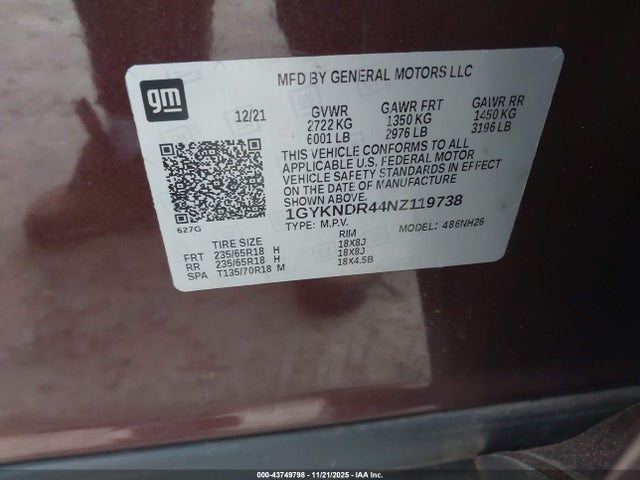 gm
MFD BY GENERAL MOTORS LLC
12/21 GVWR GAWR FRT GAWR RR
2722 KG 1350 KG 1450 KG
6001 LB 2976 LB 3196 LB
THIS VEHICLE CONFORMS TO ALL
APPLICABLE U.S. FEDERAL MOTOR
VEHICLE SAFETY STANDARDS IN EFFECT
ON THE DATE OF MANUFACTURE
1GYKNDR44NZ119738
TYPE: M.P.V. MODEL: 486NH26
627G
TIRE SIZE RIM
FRT 235/65R18 H 18X8J
RR 235/65R18 H 18X8J
SPA T135/70R18 M 18X4.5B
000-43749798 - 11/21/2025 - IAA Inc.